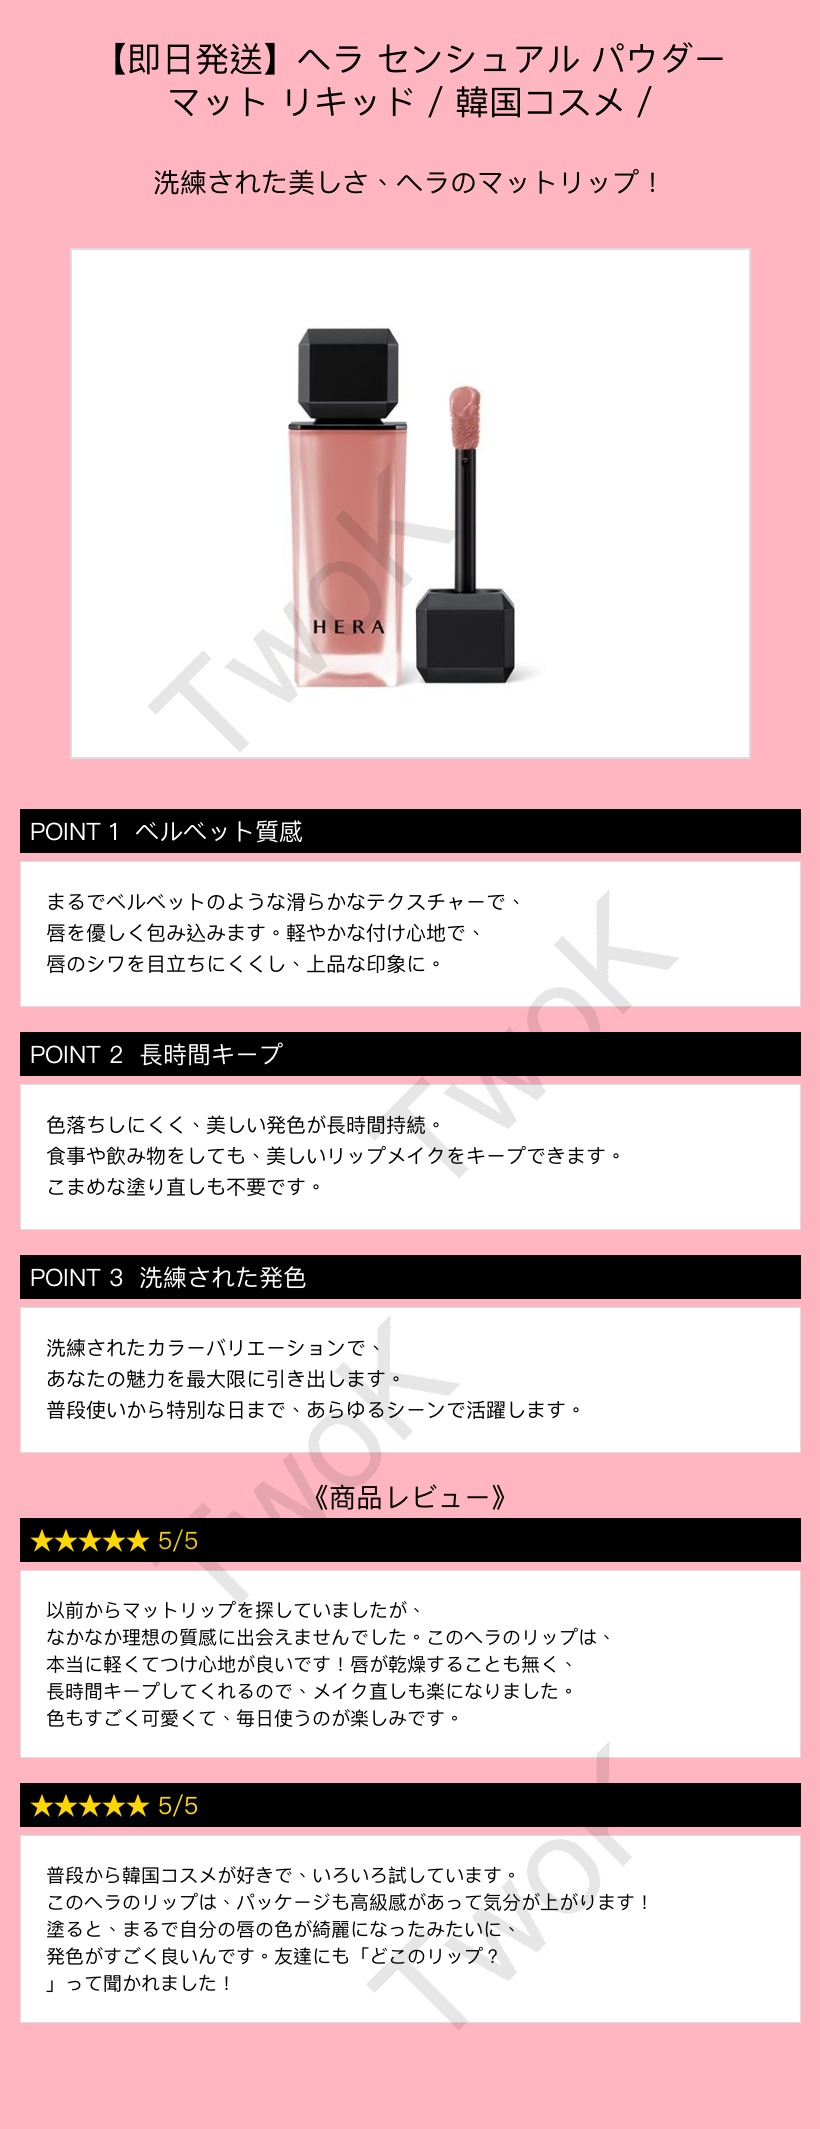 【即日発送】ヘラ センシュアル パウダー
マット リキッド / 韓国コスメ /
洗練された美しさ、ヘラのマットリップ！
HERA
TwoK
POINT 1 ベルベット質感
まるでベルベットのような滑らかなテクスチャーで、
唇を優しく包み込みます。軽やかな付け心地で、
唇のシワを目立ちにくくし、上品な印象に。
TwoK
POINT 2 長時間キープ
色落ちしにくく、美しい発色が長時間持続。
食事や飲み物をしても、美しいリップメイクをキープできます。
こまめな塗り直しも不要です。
POINT 3 洗練された発色
洗練されたカラーバリエーションで、
あなたの魅力を最大限に引き出します。
普段使いから特別な日まで、あらゆるシーンで活躍します。
TwoK
《商品レビュー》
★★★★★ 5/5
以前からマットリップを探していましたが、
なかなか理想の質感に出会えませんでした。このヘラのリップは、
本当に軽くてつけ心地が良いです！唇が乾燥することも無く、
長時間キープしてくれるので、メイク直しも楽になりました。
色もすごく可愛くて、毎日使うのが楽しみです。
★★★★★ 5/5
普段から韓国コスメが好きで、いろいろ試しています。
このヘラのリップは、パッケージも高級感があって気分が上がります！
塗ると、まるで自分の唇の色が綺麗になったみたいに、
発色がすごく良いんです。友達にも「どこのリップ？
」って聞かれました！
TwoK